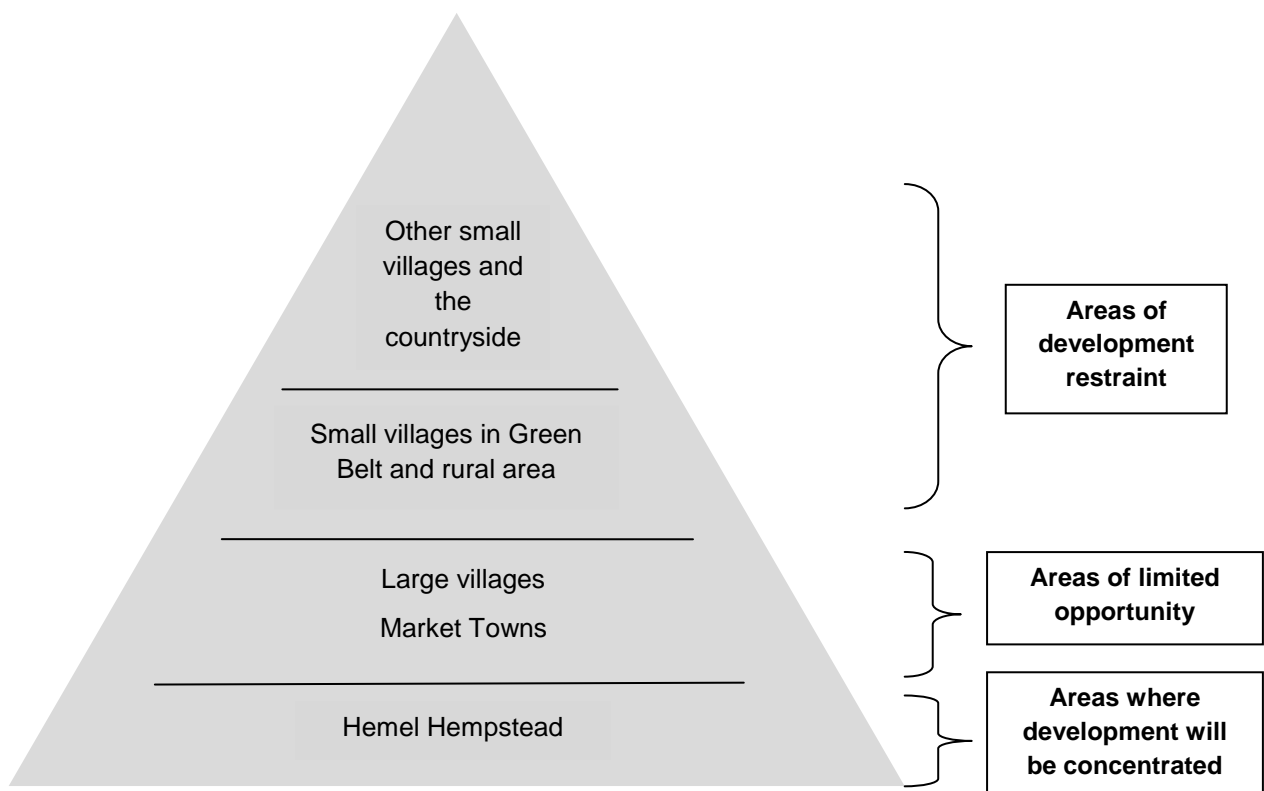 Other small
villages and
the
countryside
Areas of
development
restraint
Small villages in Green
Belt and rural area
Large villages
Market Towns
Areas of limited
opportunity
Hemel Hempstead
Areas where
development will
be concentrated